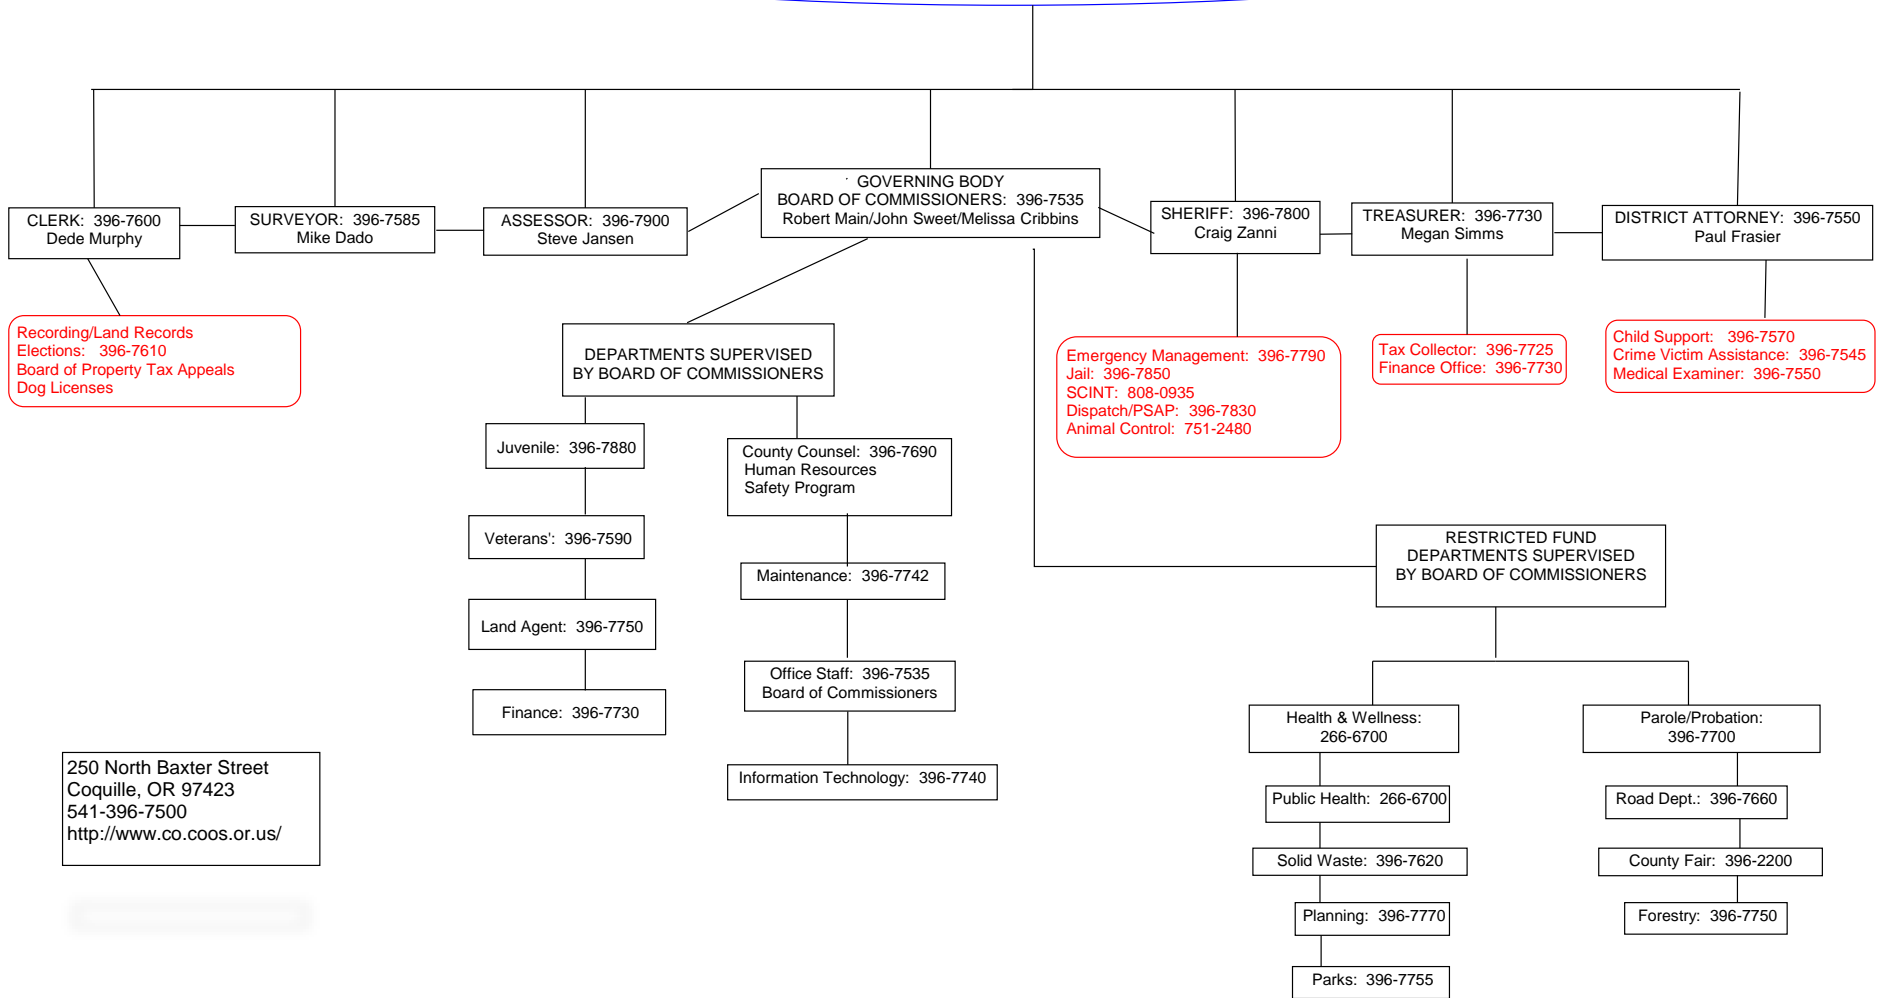 GOVERNING BODY
BOARD OF COMMISSIONERS: 396-7535
Robert Main/John Sweet/Melissa Cribbins
CLERK: 396-7600
Dede Murphy
SURVEYOR: 396-7585
Mike Dado
ASSESSOR: 396-7900
Steve Jansen
SHERIFF: 396-7800
Craig Zanni
TREASURER: 396-7730
Megan Simms
DISTRICT ATTORNEY: 396-7550
Paul Frasier
Recording/Land Records
Elections: 396-7610
Board of Property Tax Appeals
Dog Licenses
Emergency Management: 396-7790
Jail: 396-7850
SCINT: 808-0935
Dispatch/PSAP: 396-7830
Animal Control: 751-2480
Tax Collector: 396-7725
Finance Office: 396-7730
Child Support: 396-7570
Crime Victim Assistance: 396-7545
Medical Examiner: 396-7550
DEPARTMENTS SUPERVISED
BY BOARD OF COMMISSIONERS
Juvenile: 396-7880
Veterans': 396-7590
Land Agent: 396-7750
Finance: 396-7730
County Counsel: 396-7690
Human Resources
Safety Program
Maintenance: 396-7742
Office Staff: 396-7535
Board of Commissioners
Information Technology: 396-7740
RESTRICTED FUND
DEPARTMENTS SUPERVISED
BY BOARD OF COMMISSIONERS
Health & Wellness:
266-6700
Public Health: 266-6700
Solid Waste: 396-7620
Planning: 396-7770
Parks: 396-7755
Parole/Probation:
396-7700
Road Dept.: 396-7660
County Fair: 396-2200
Forestry: 396-7750
250 North Baxter Street
Coquille, OR 97423
541-396-7500
http://www.co.coos.or.us/